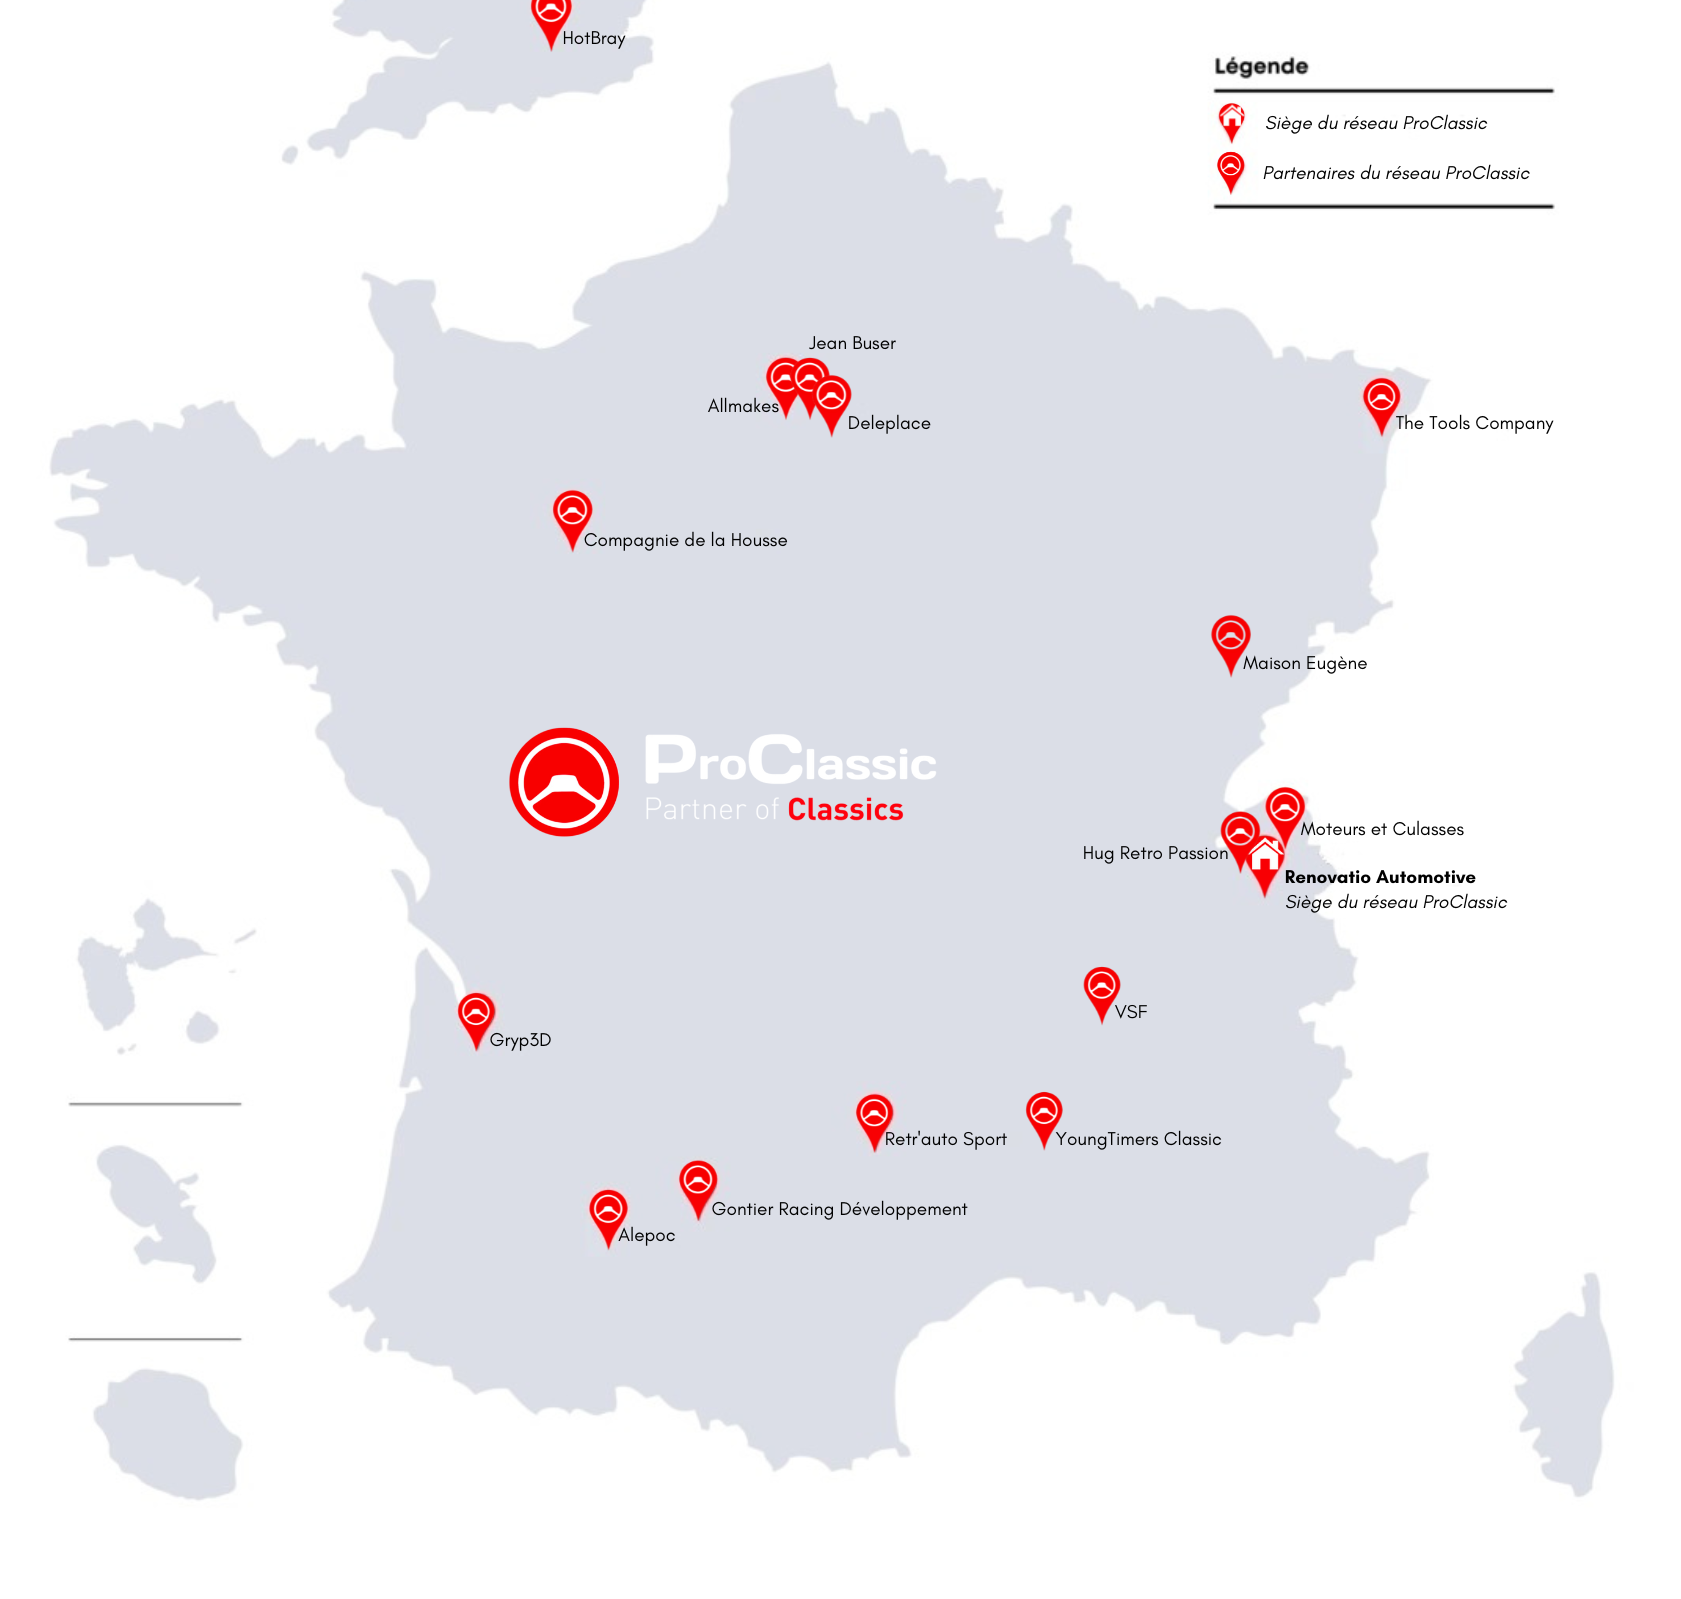 HotBray
Légende
Siège du réseau ProClassic
Partenaires du réseau ProClassic
Jean Buser
Allmakes
Deleplace
The Tools Company
Compagnie de la Housse
Maison Eugène
ProClassic
Partner of Classics
Moteurs et Culasses
Hug Retro Passion
Renovatio Automotive
Siège du réseau ProClassic
VSF
Gryp3D
Retr'auto Sport
YoungTimers Classic
Gontier Racing Développement
Alepoc